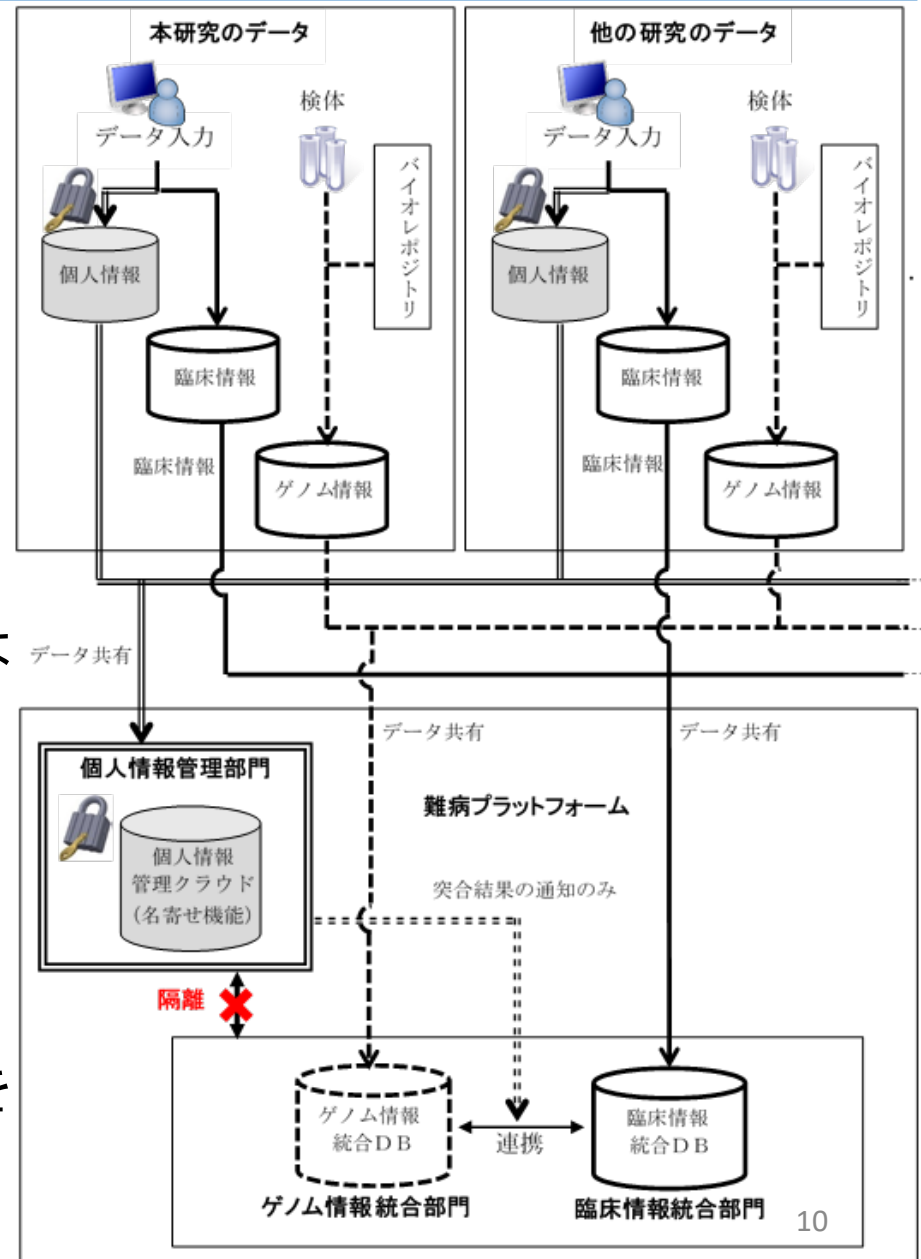 本研究のデータ
検体
データ入力
バイオレポジトリ
個人情報
臨床情報
臨床情報
ゲノム情報
他の研究のデータ
検体
データ入力
バイオレポジトリ
個人情報
臨床情報
臨床情報
ゲノム情報
データ共有
データ共有
データ共有
個人情報管理部門
個人情報
管理クラウド
(名寄せ機能)
難病プラットフォーム
突合結果の通知のみ
隔離
を
ゲノム情報
統合DB
連携
臨床情報
統合DB
ゲノム情報統合部門
臨床情報統合部門
10